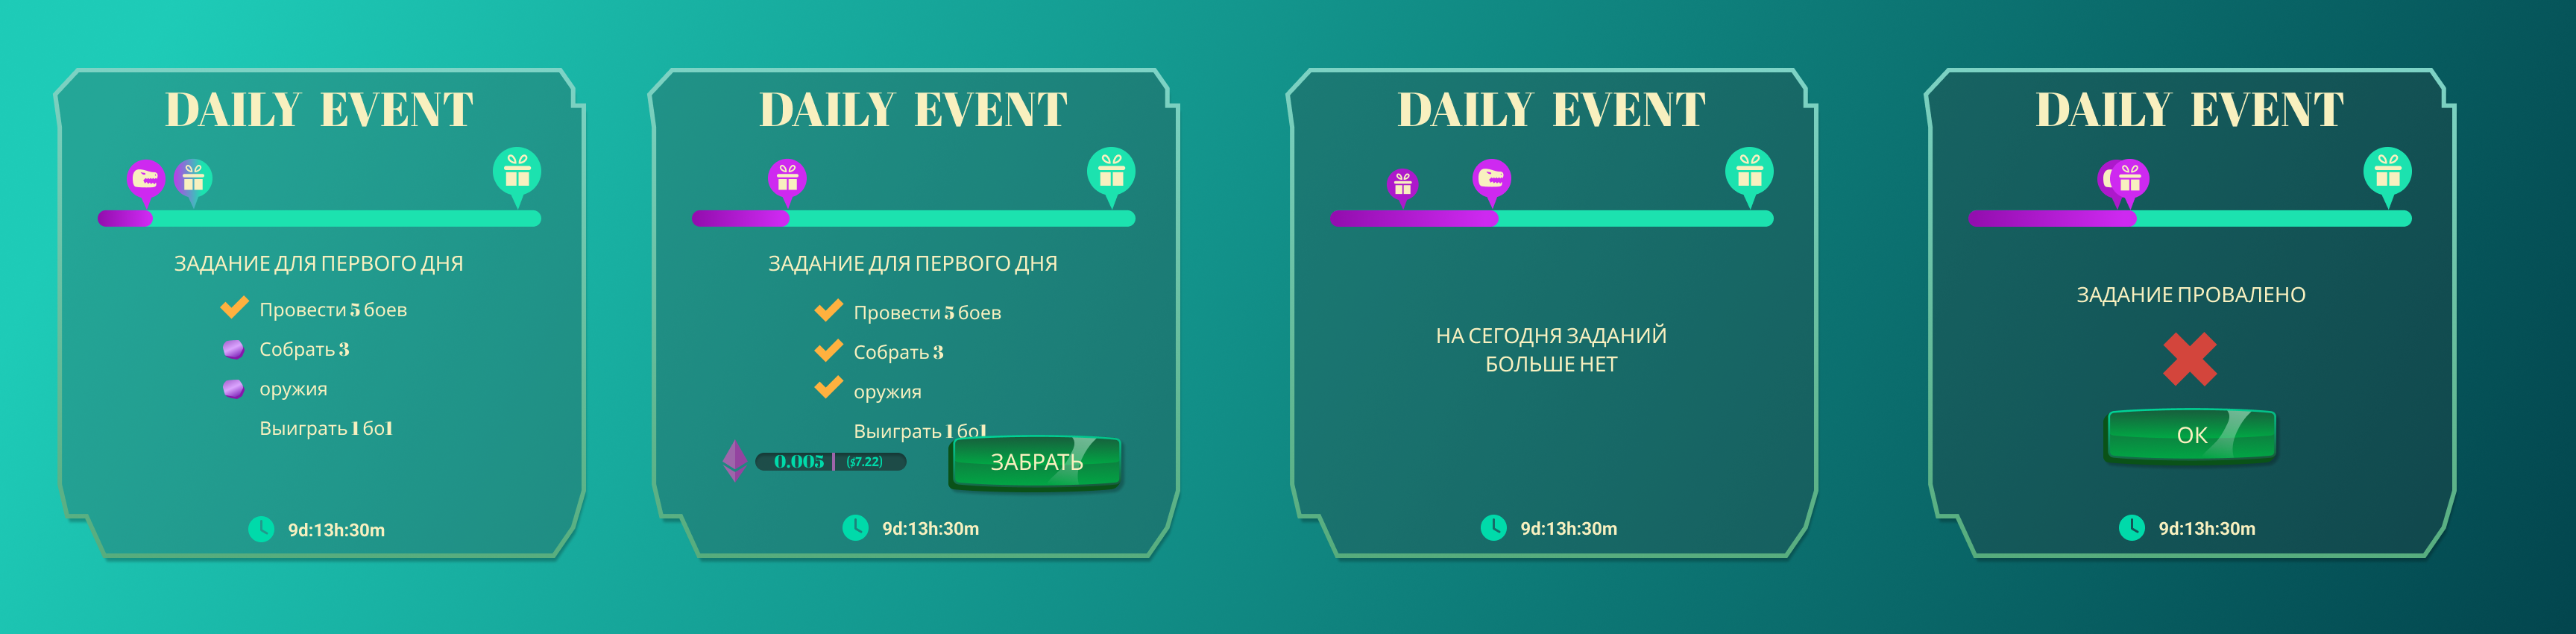 DAILY EVENT
ЗАДАНИЕ ДЛЯ ПЕРВОГО ДНЯ
Провести 5 боев
Собрать 3
оружия
Выиграть 1 бо1
9d:13h:30m
DAILY EVENT
ЗАДАНИЕ ДЛЯ ПЕРВОГО ДНЯ
Провести 5 боев
Собрать 3
оружия
Выиграть 1 бо1
0.005 ($7.22)
ЗАБРАТЬ
9d:13h:30m
DAILY EVENT
НА СЕГОДНЯ ЗАДАНИЙ
БОЛЬШЕ НЕТ
9d:13h:30m
DAILY EVENT
ЗАДАНИЕ ПРОВАЛЕНО
ОК
9d:13h:30m